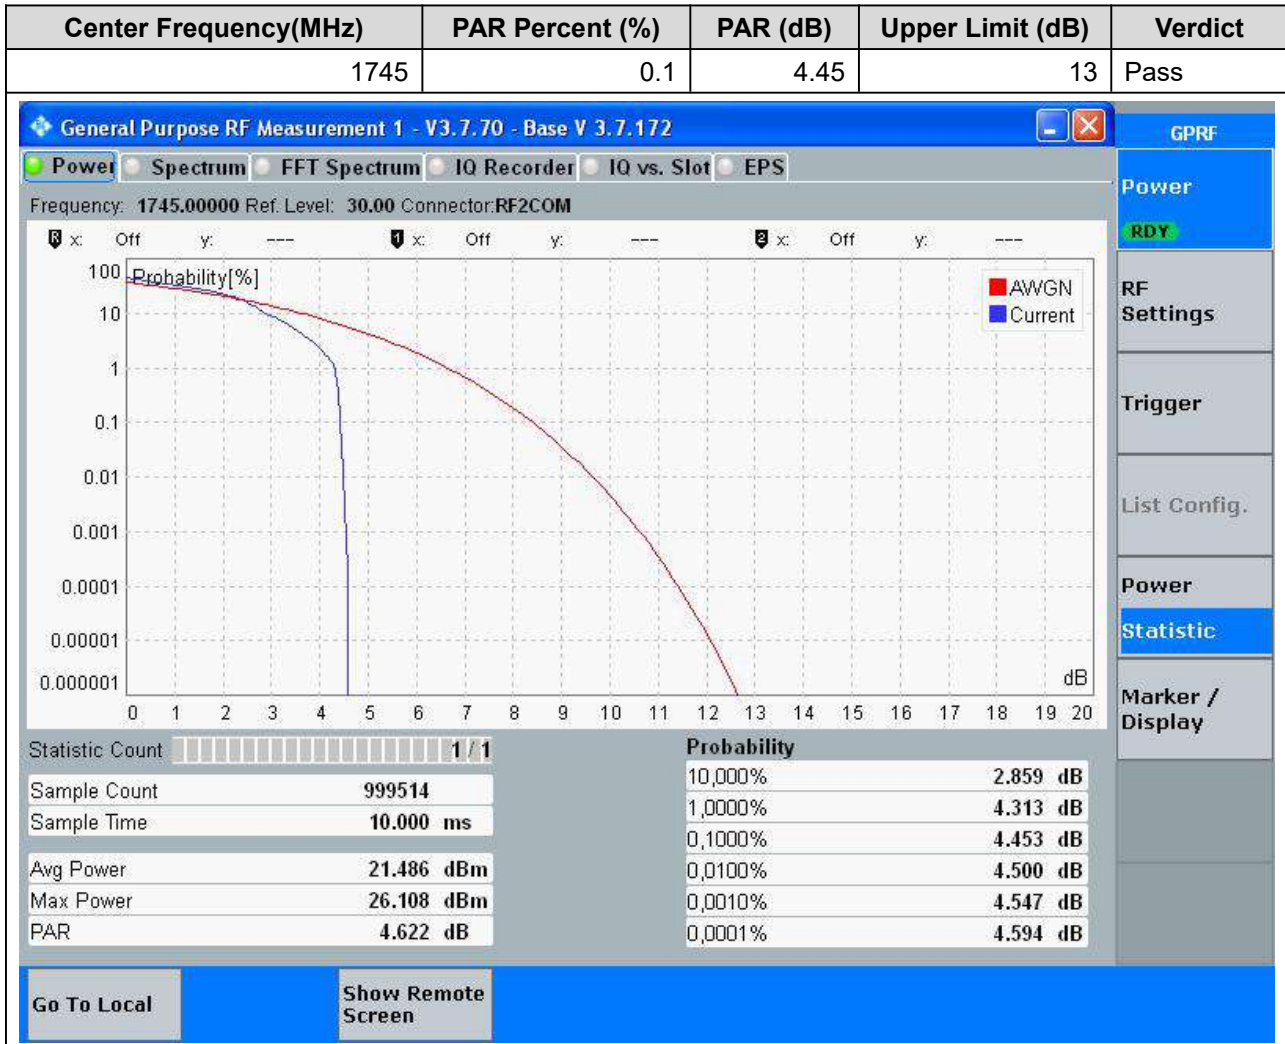 Center Frequency(MHz) PAR Percent (%) PAR (dB) Upper Limit (dB) Verdict
1745 0.1 4.45 13 Pass
General Purpose RF Measurement 1 - V3.7.70 - Base V 3.7.172
GPRF
Power Spectrum FFT Spectrum IQ Recorder IQ vs. Slot EPS
Power
RDY
Frequency: 1745.00000 Ref. Level: 30.00 Connector:RF2COM
R x: Off y: --- 1 x: Off y: --- 2 x: Off y: ---
100 Probability[%]
AWGN
Current
10
1
0.1
0.01
0.001
0.0001
0.00001
0.000001
dB
0 1 2 3 4 5 6 7 8 9 10 11 12 13 14 15 16 17 18 19 20
RF
Settings
Trigger
List Config.
Power
Statistic
Marker /
Display
Statistic Count 1 / 1
Sample Count 999514
Sample Time 10.000 ms
Avg Power 21.486 dBm
Max Power 26.108 dBm
PAR 4.622 dB
Probability
10,000% 2.859 dB
1,0000% 4.313 dB
0,1000% 4.453 dB
0,0100% 4.500 dB
0,0010% 4.547 dB
0,0001% 4.594 dB
Go To Local
Show Remote
Screen